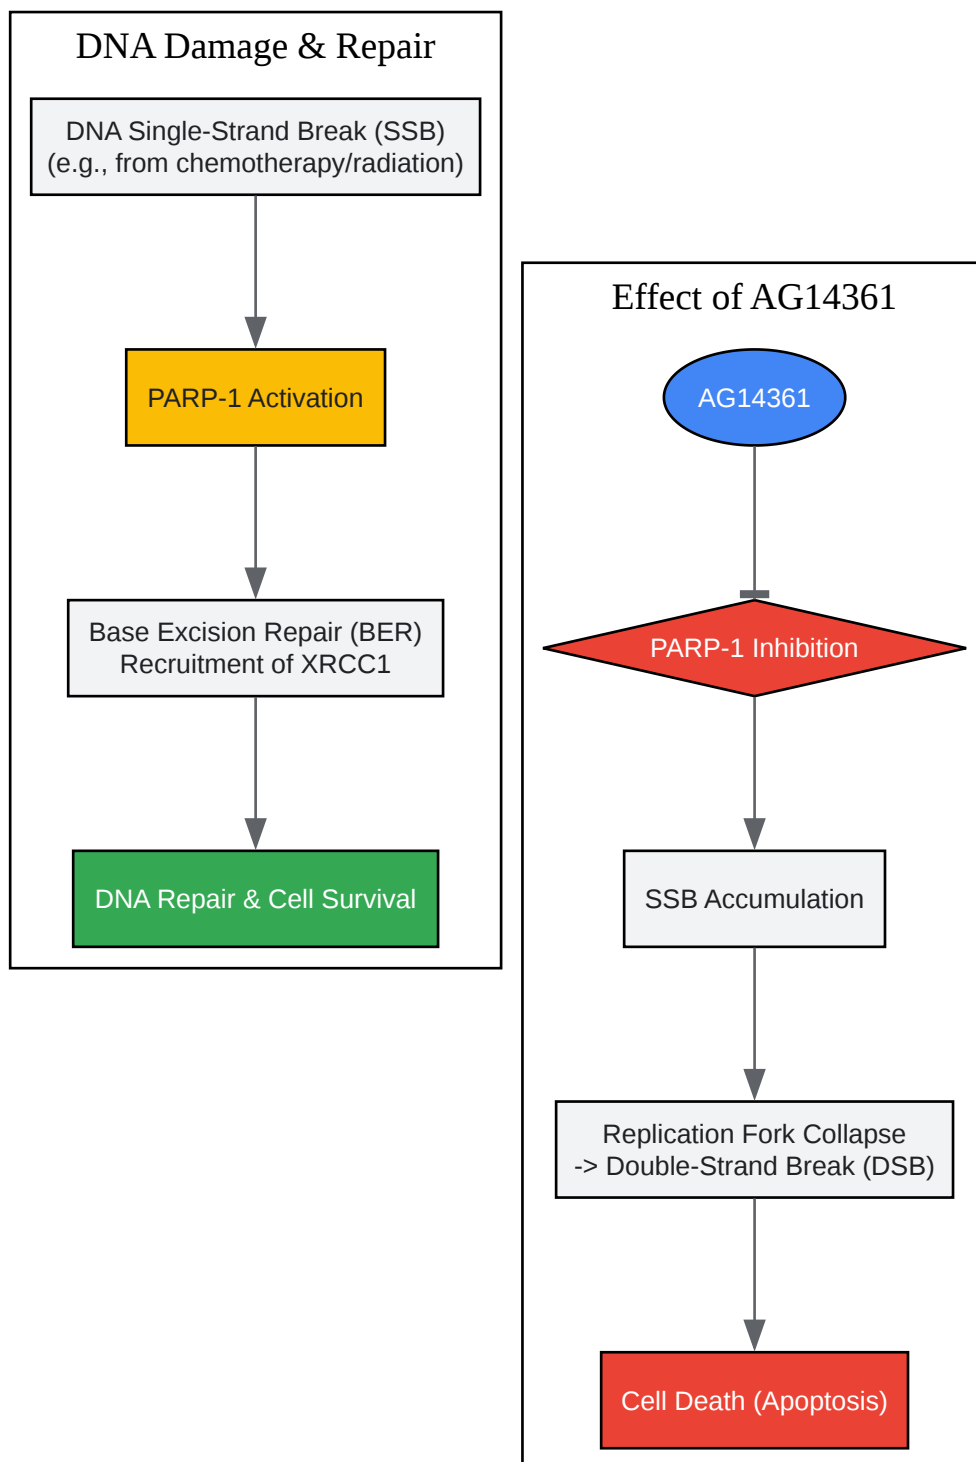 DNA Damage & Repair
DNA Single-Strand Break (SSB)
(e.g., from chemotherapy/radiation)
PARP-1 Activation
Base Excision Repair (BER)
Recruitment of XRCC1
DNA Repair & Cell Survival
Effect of AG14361
AG14361
PARP-1 Inhibition
SSB Accumulation
Replication Fork Collapse
-> Double-Strand Break (DSB)
Cell Death (Apoptosis)